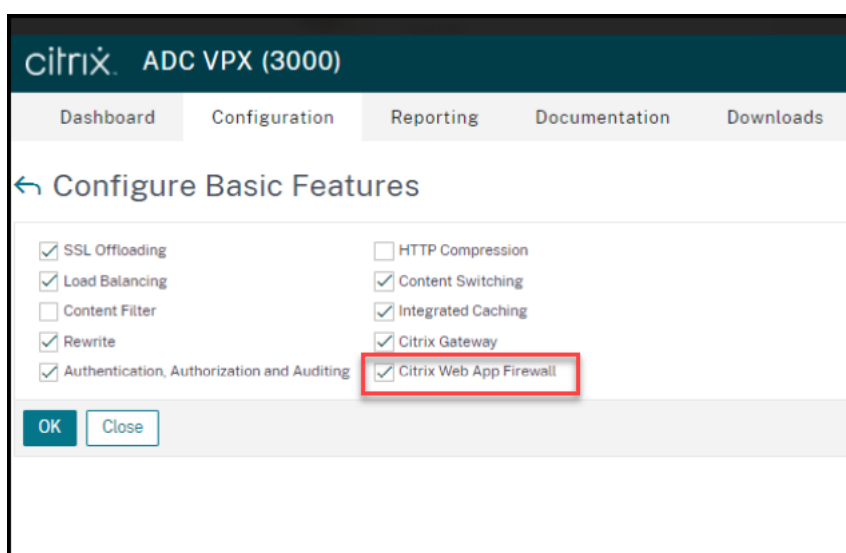 citrix. ADC VPX (3000)
Dashboard Configuration Reporting Documentation Downloads
Configure Basic Features
SSL Offloading HTTP Compression
Load Balancing Content Switching
Content Filter Integrated Caching
Rewrite Citrix Gateway
Authentication, Authorization and Auditing Citrix Web App Firewall
OK Close